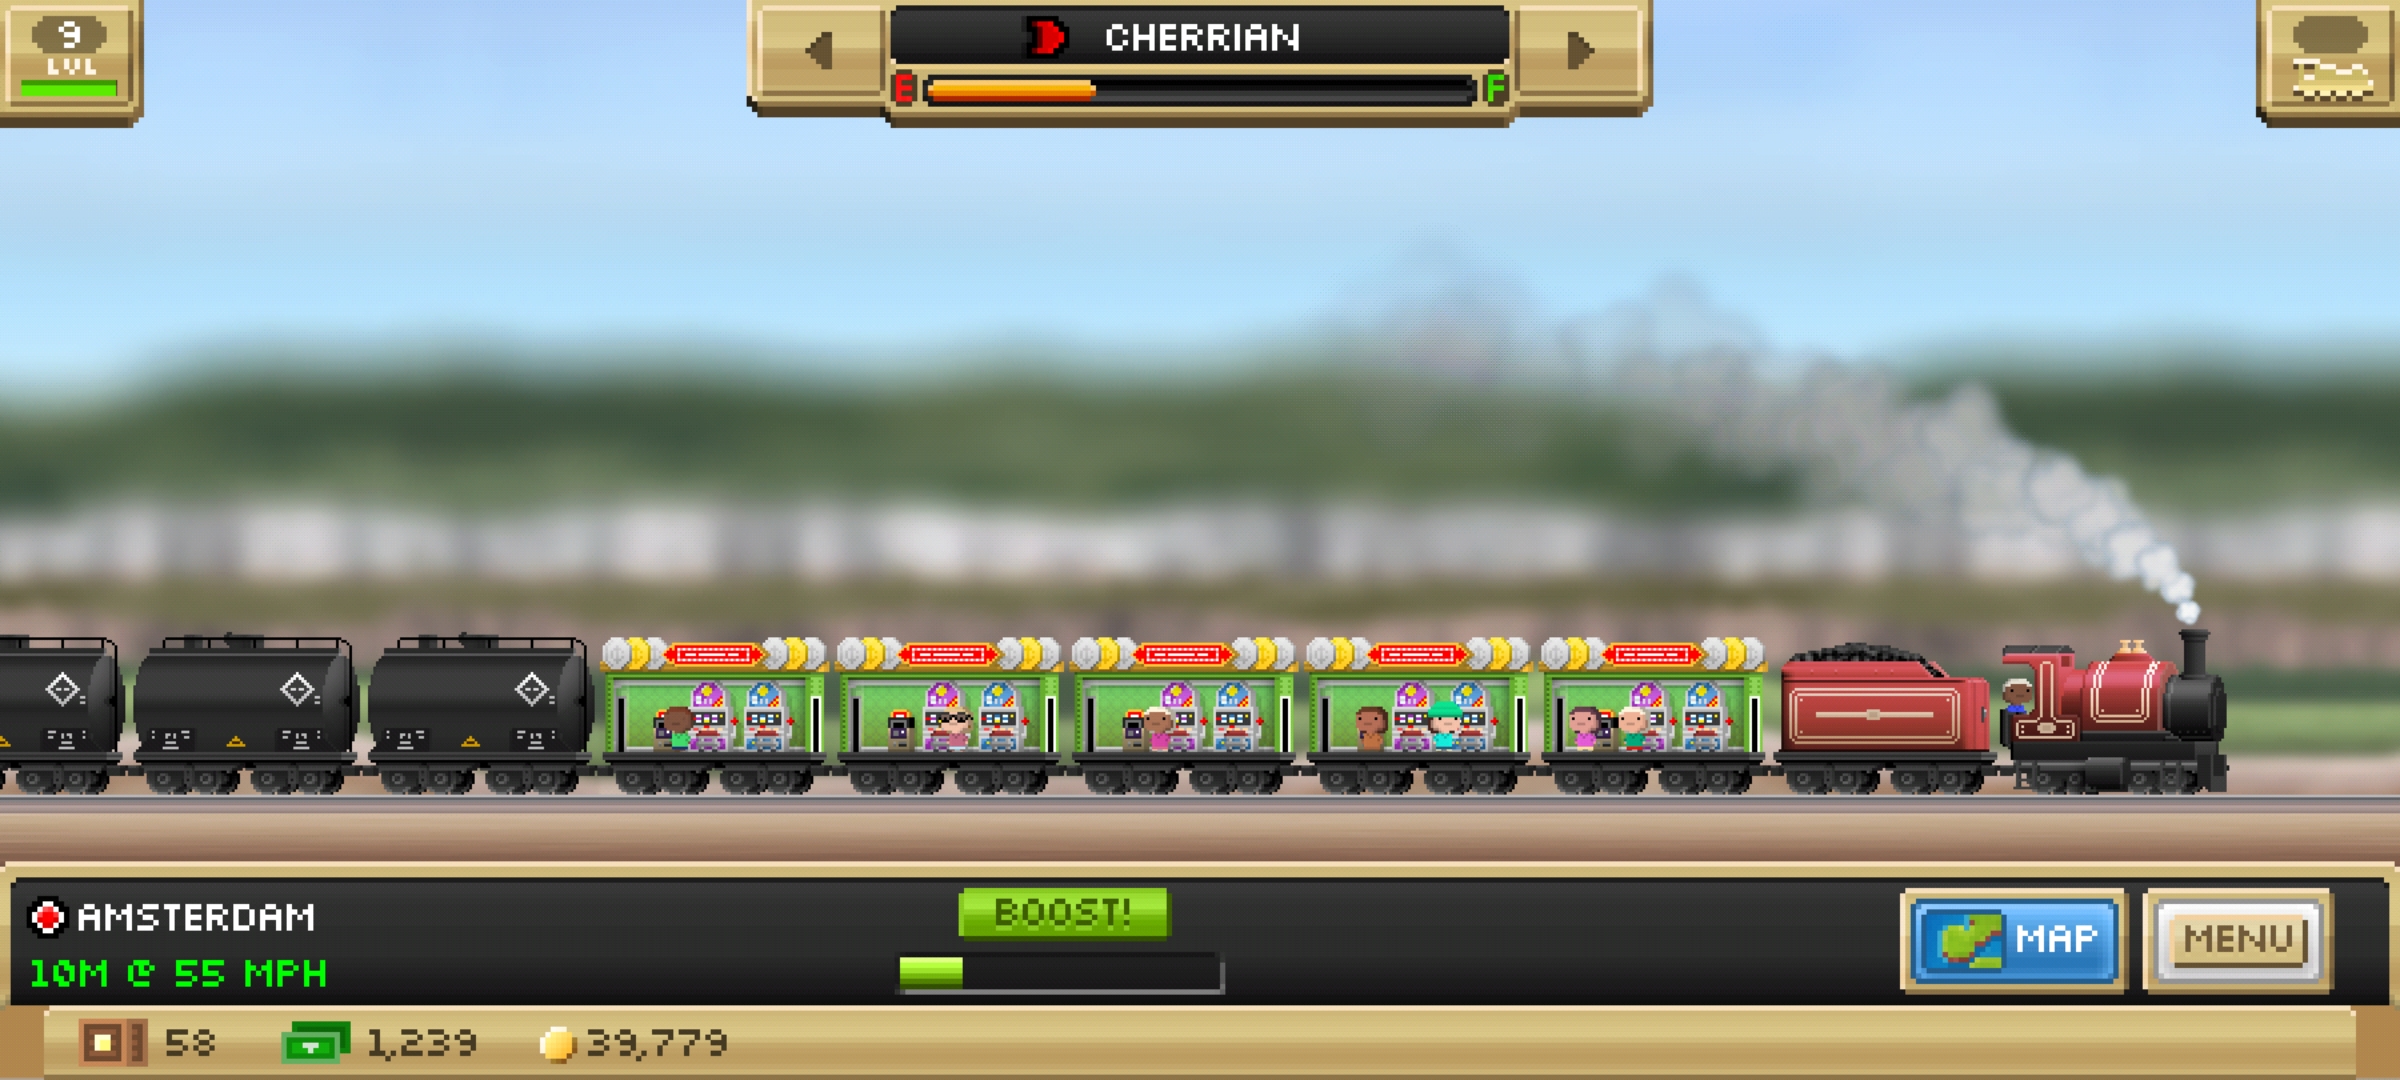 9
LVL
CHERRIAN
E F
AMSTERDAM
10M @ 55 MPH
BOOST!
MAP
MENU
58
1,239
39,779